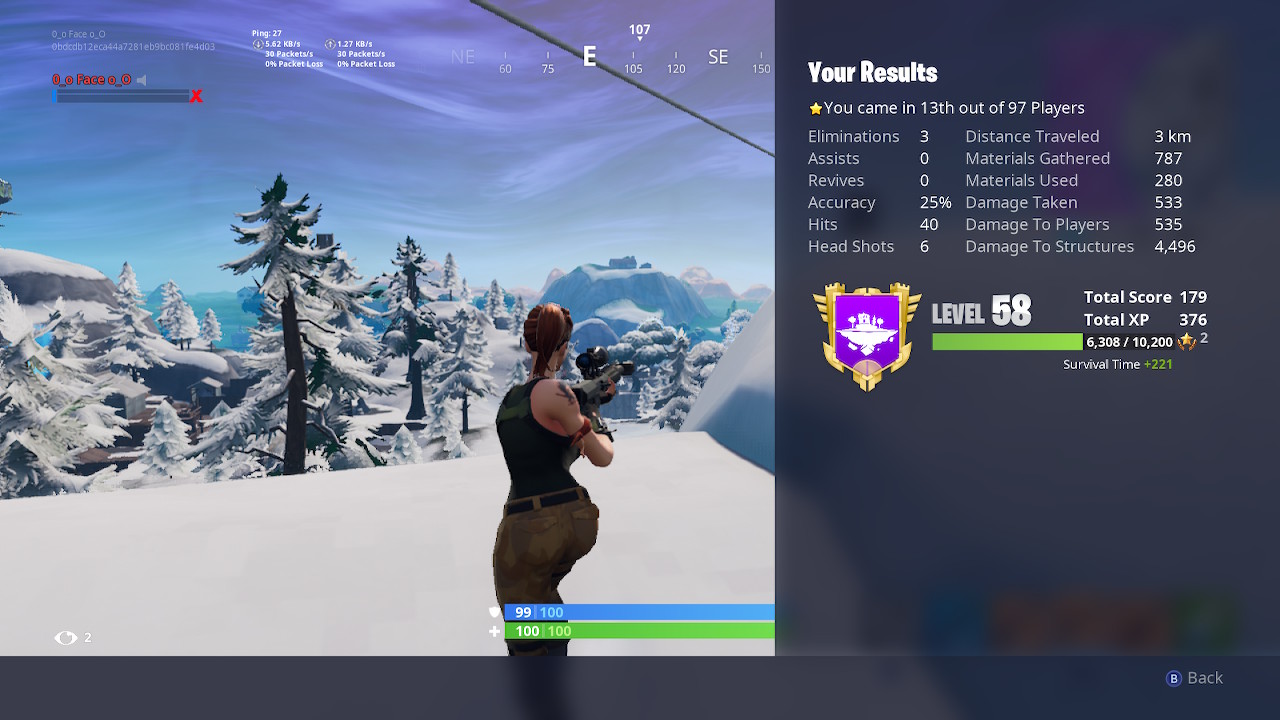 0_o Face o_O
0bdcdb12eca44a7281eb9bc081fe4d03
0_o Face o_O
X
Ping: 27
5.62 KB/s 1.27 KB/s
30 Packets/s 30 Packets/s
0% Packet Loss 0% Packet Loss
107
NE E SE
60 75 105 120 150
Your Results
You came in 13th out of 97 Players
Eliminations 3 Distance Traveled 3 km
Assists 0 Materials Gathered 787
Revives 0 Materials Used 280
Accuracy 25% Damage Taken 533
Hits 40 Damage To Players 535
Head Shots 6 Damage To Structures 4,496
LEVEL 58
Total Score 179
Total XP 376
6,308 / 10,200 2
Survival Time +221
99 | 100
100 | 100
2
B Back